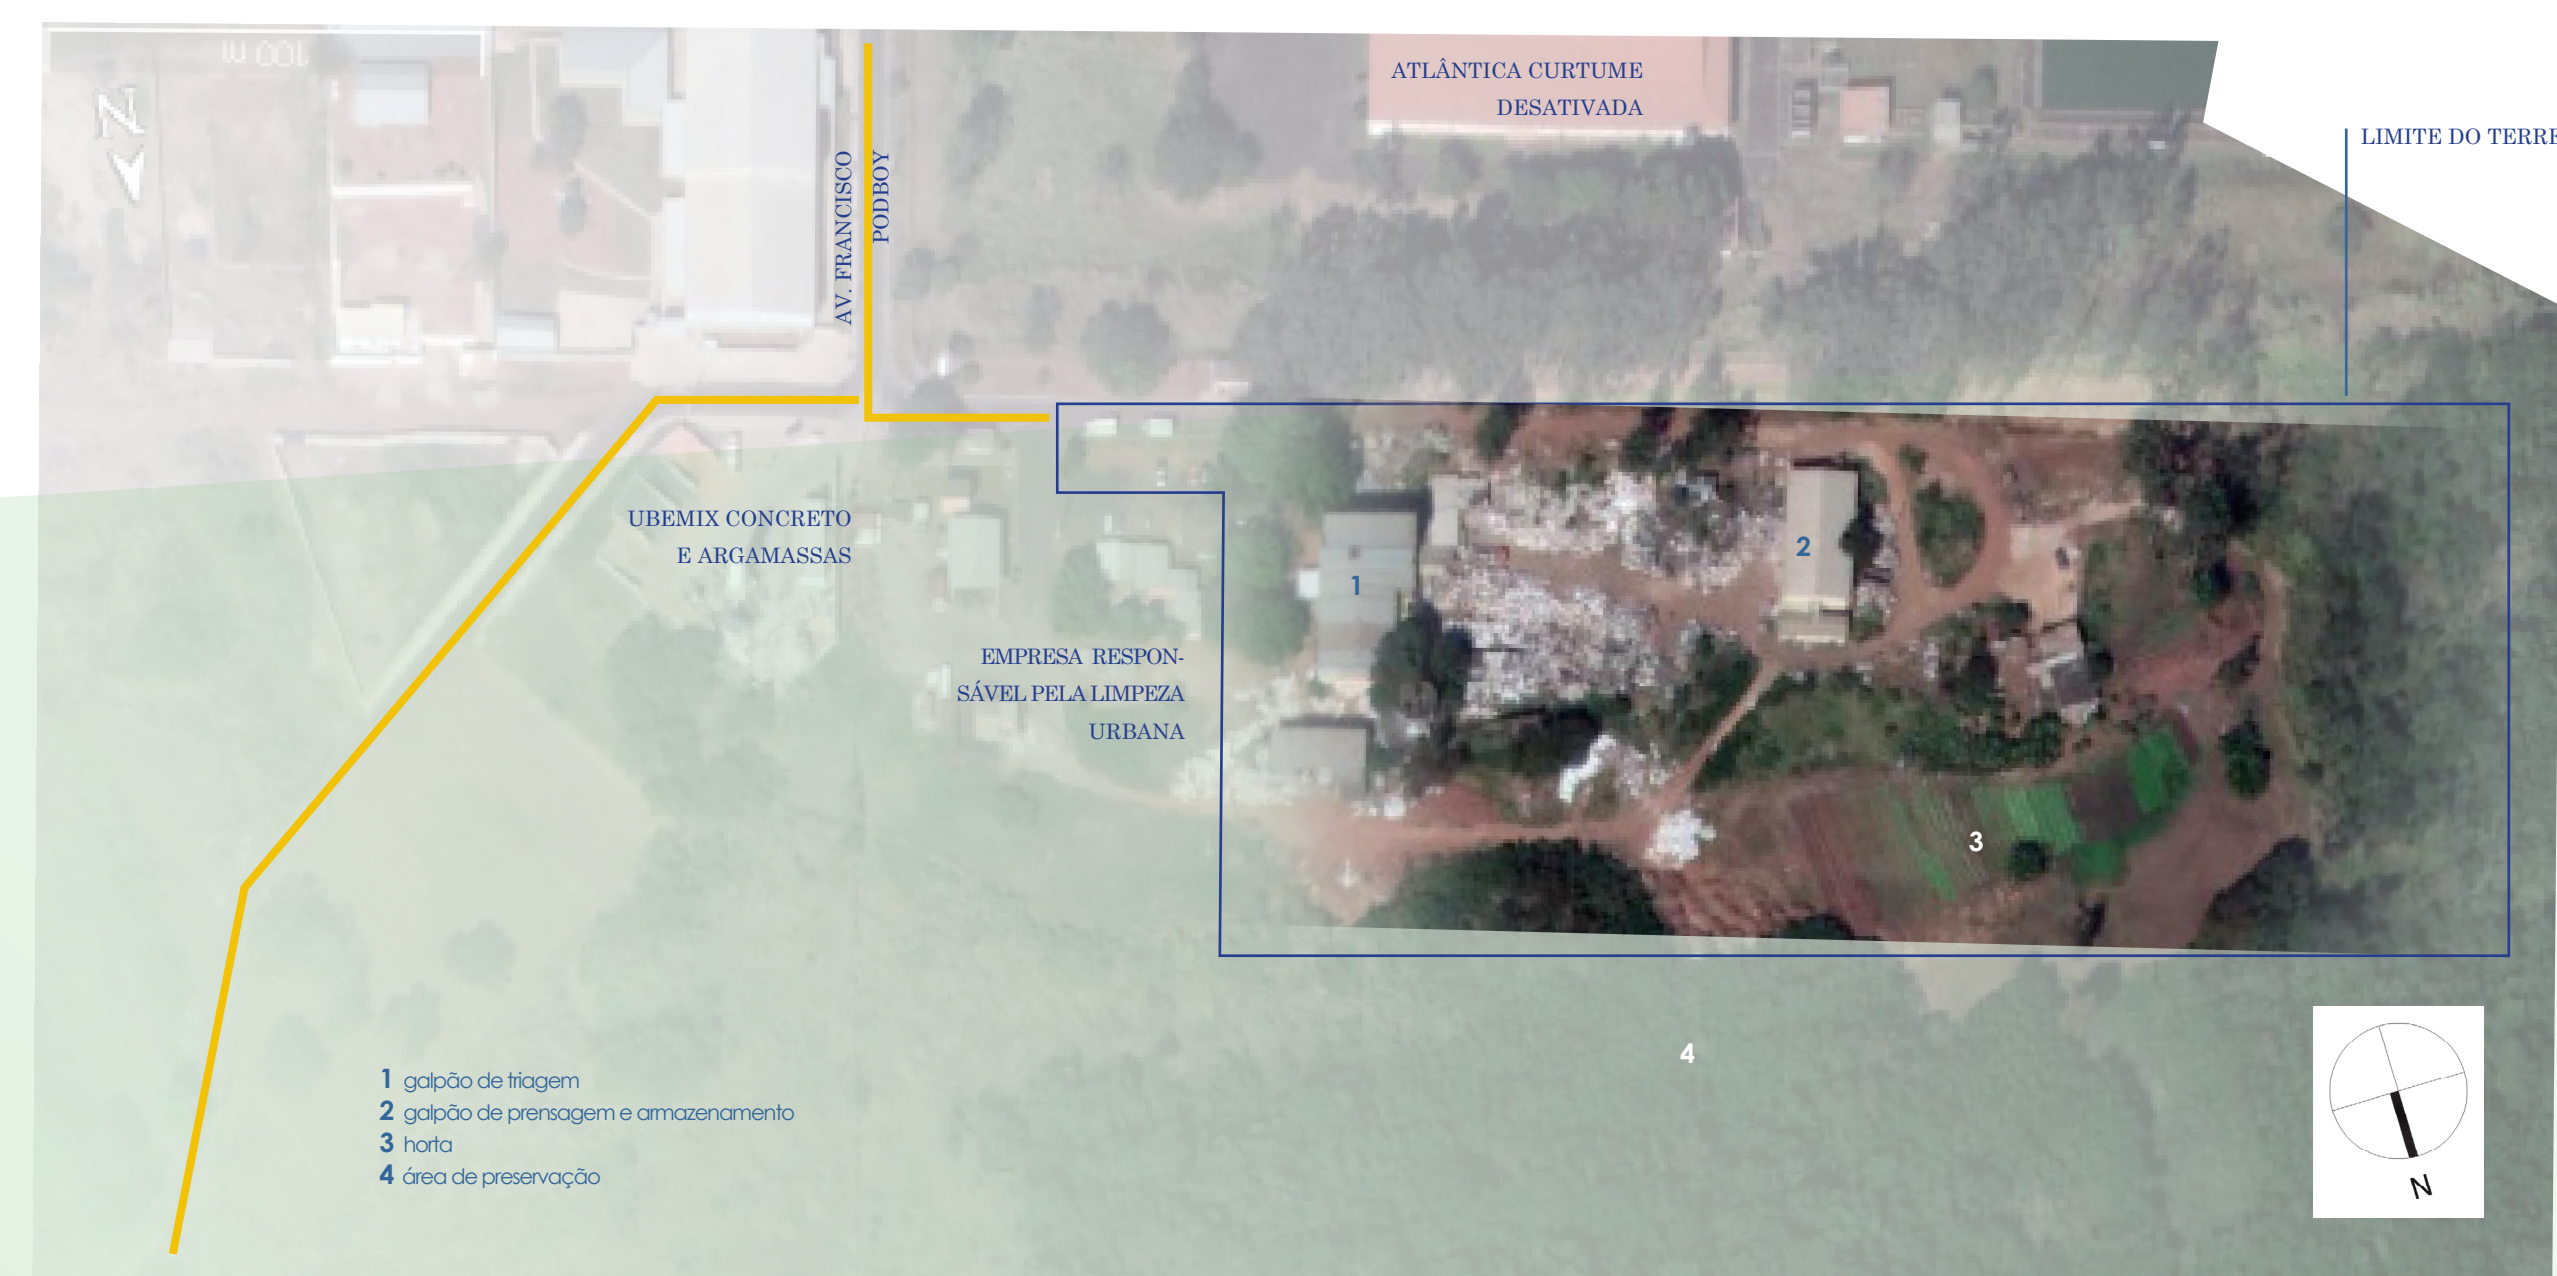 100 m
N
ATLÂNTICA CURTUME
DESATIVADA
LIMITE DO TERRE
AV. FRANCISCO
PODBOY
UBEMIX CONCRETO
E ARGAMASSAS
EMPRESA RESPON-
SÁVEL PELA LIMPEZA
URBANA
1
2
3
4
1 galpão de triagem
2 galpão de prensagem e armazenamento
3 horta
4 área de preservação
N